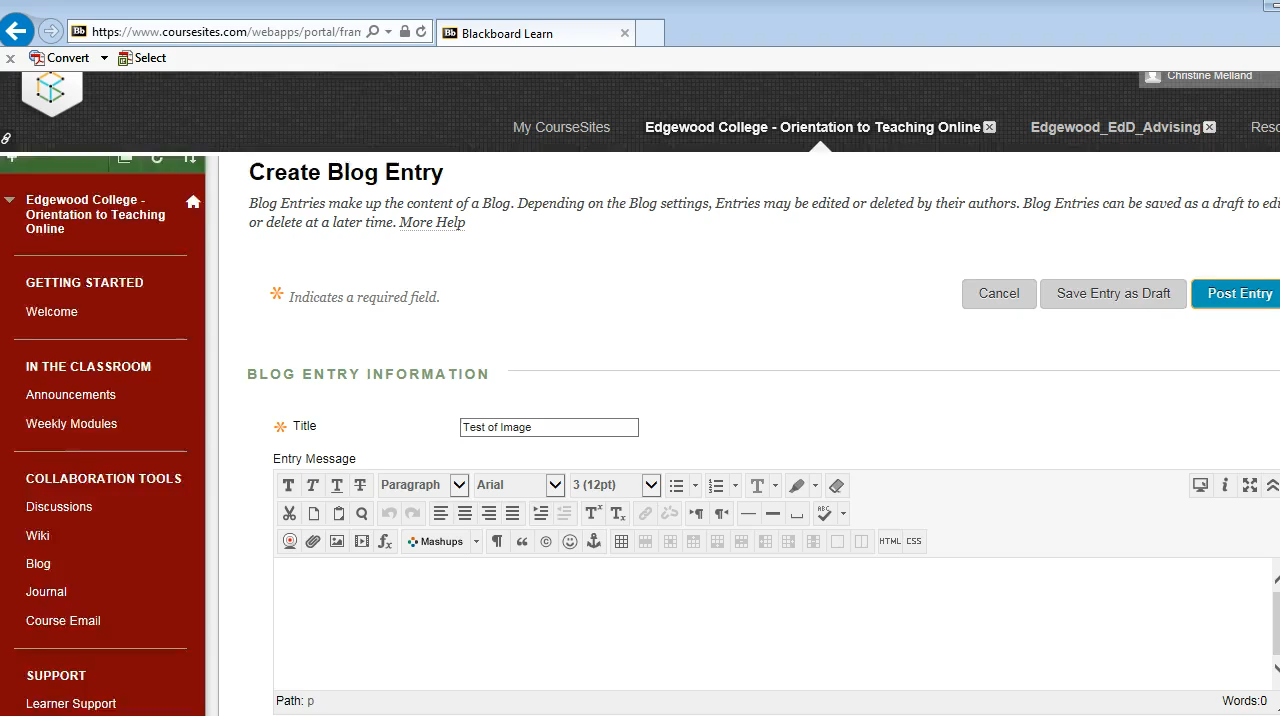 https://www.coursesites.com/webapps/portal/fran
Bb Blackboard Learn
Convert
Select
Christine Melland
My CourseSites
Edgewood College - Orientation to Teaching Online
Edgewood_EdD_Advising
Reso
Edgewood College -
Orientation to Teaching
Online
GETTING STARTED
Welcome
IN THE CLASSROOM
Announcements
Weekly Modules
COLLABORATION TOOLS
Discussions
Wiki
Blog
Journal
Course Email
SUPPORT
Learner Support
Create Blog Entry
Blog Entries make up the content of a Blog. Depending on the Blog settings, Entries may be edited or deleted by their authors. Blog Entries can be saved as a draft to edi
or delete at a later time. More Help
Indicates a required field.
Cancel
Save Entry as Draft
Post Entry
BLOG ENTRY INFORMATION
Title
Test of Image
Entry Message
Paragraph
Arial
3 (12pt)
Mashups
HTML CSS
Path: p
Words:0